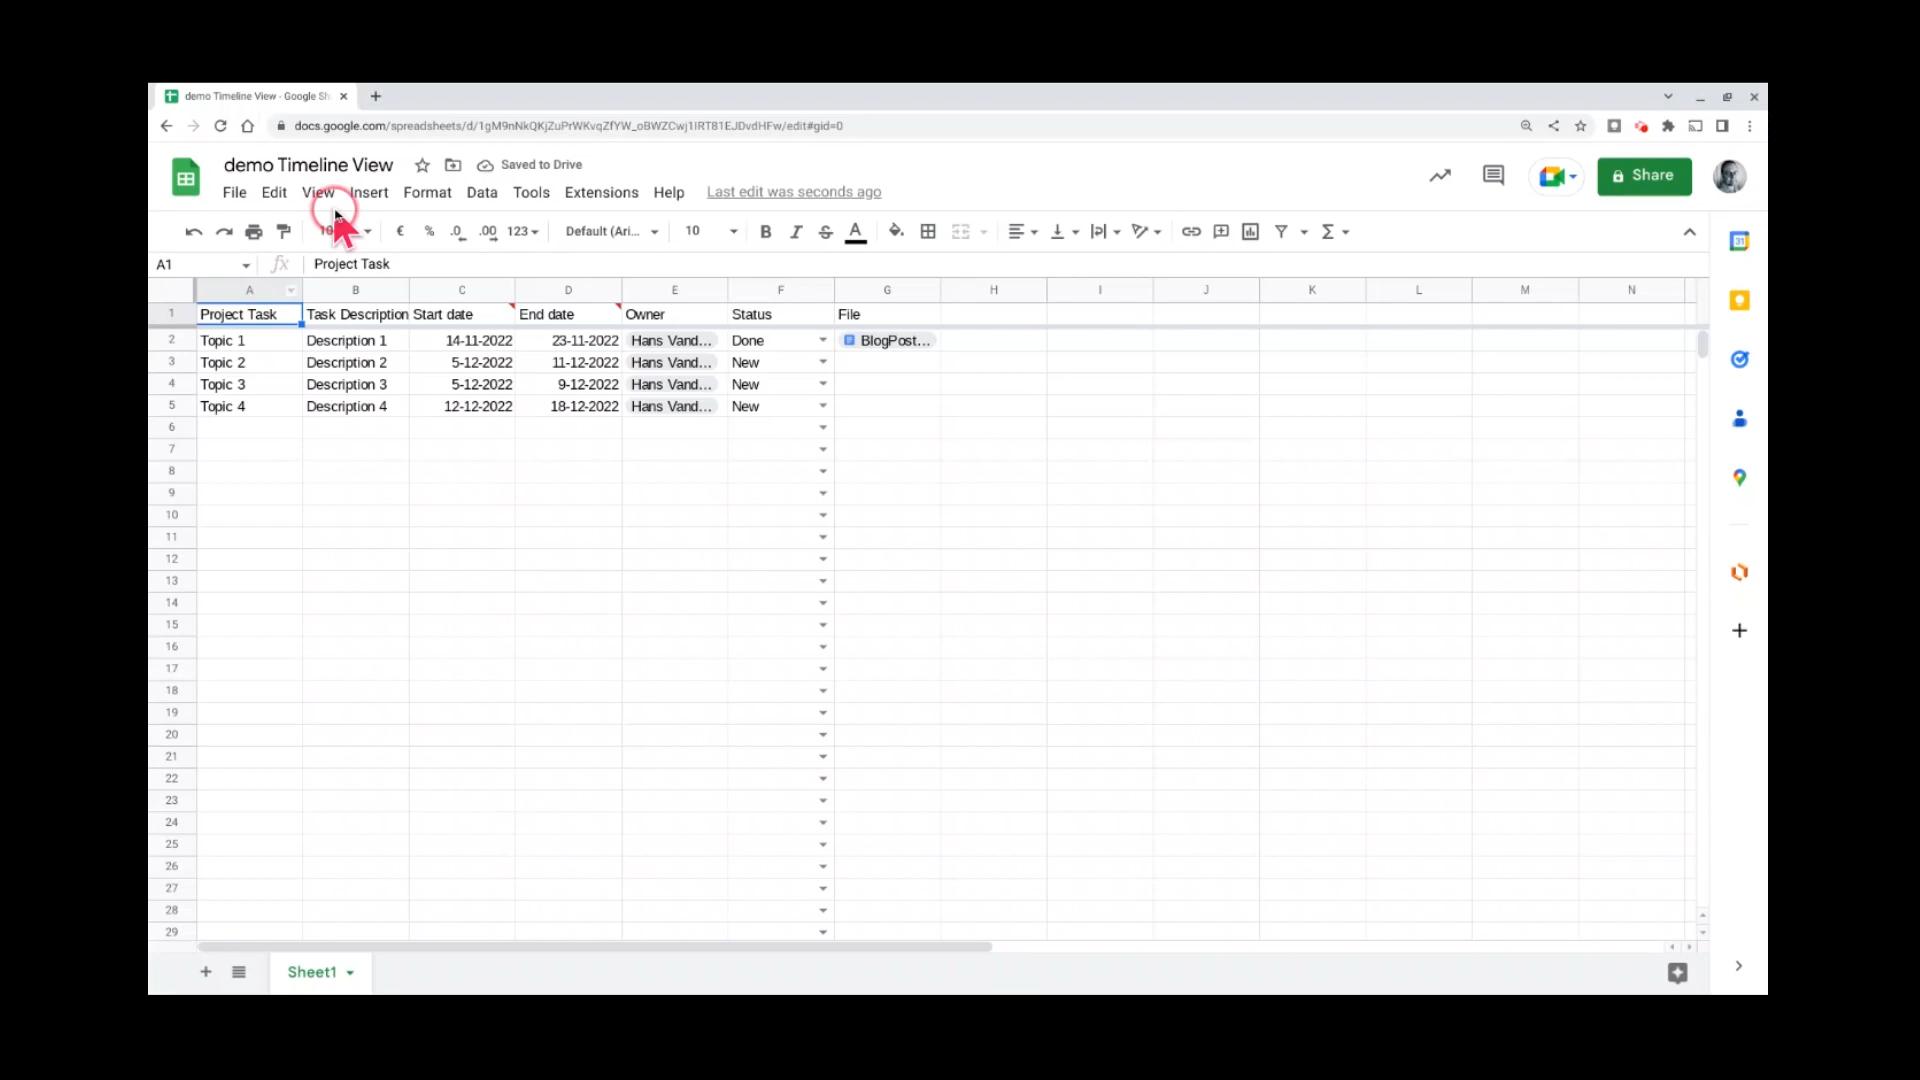 demo Timeline View - Google Sh
docs.google.com/spreadsheets/d/1gM9nNkQKjZuPrWKvqZfYW_oBWZCwj1IRT81EJDvdHFw/edit#gid=0
demo Timeline View Saved to Drive
File Edit View Insert Format Data Tools Extensions Help Last edit was seconds ago
Share
€ % .0 .00 123 Default (Ari... 10 B I S A
31
A1 fx Project Task
A B C D E F G H I J K L M N
1 Project Task Task Description Start date End date Owner Status File
2 Topic 1 Description 1 14-11-2022 23-11-2022 Hans Vand... Done BlogPost...
3 Topic 2 Description 2 5-12-2022 11-12-2022 Hans Vand... New
4 Topic 3 Description 3 5-12-2022 9-12-2022 Hans Vand... New
5 Topic 4 Description 4 12-12-2022 18-12-2022 Hans Vand... New
6
7
8
9
10
11
12
13
14
15
16
17
18
19
20
21
22
23
24
25
26
27
28
29
Sheet1